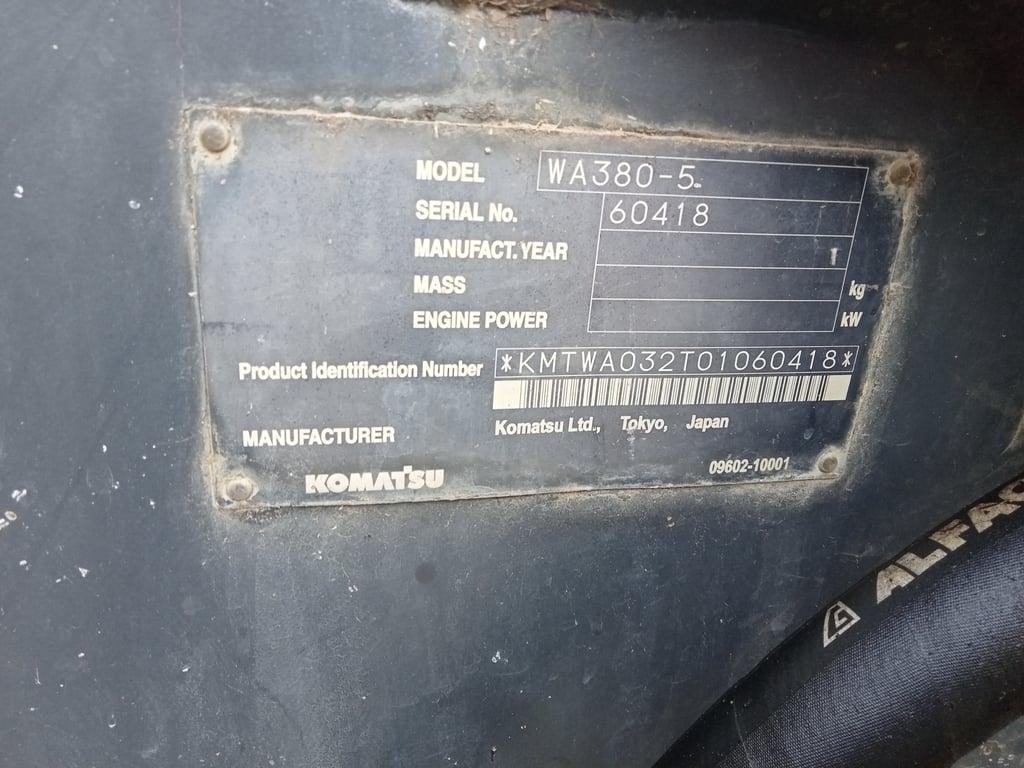 MODEL WA380-5
SERIAL No. 60418
MANUFACT. YEAR
MASS kg
ENGINE POWER kW
Product Identification Number *KMTWA032T01060418*
MANUFACTURER Komatsu Ltd., Tokyo, Japan
KOMATSU 09602-10001